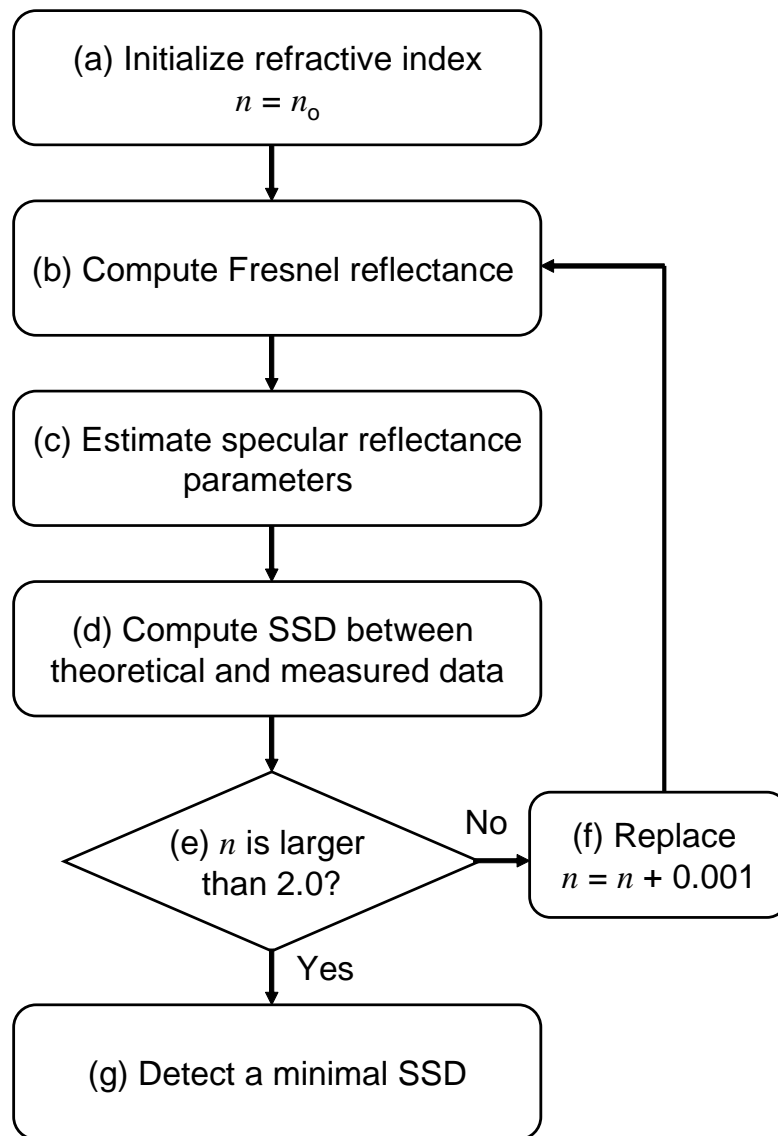 (a) Initialize refractive index
n = no
(b) Compute Fresnel reflectance
(c) Estimate specular reflectance
parameters
(d) Compute SSD between
theoretical and measured data
(e) n is larger
than 2.0?
No
(f) Replace
n = n + 0.001
Yes
(g) Detect a minimal SSD